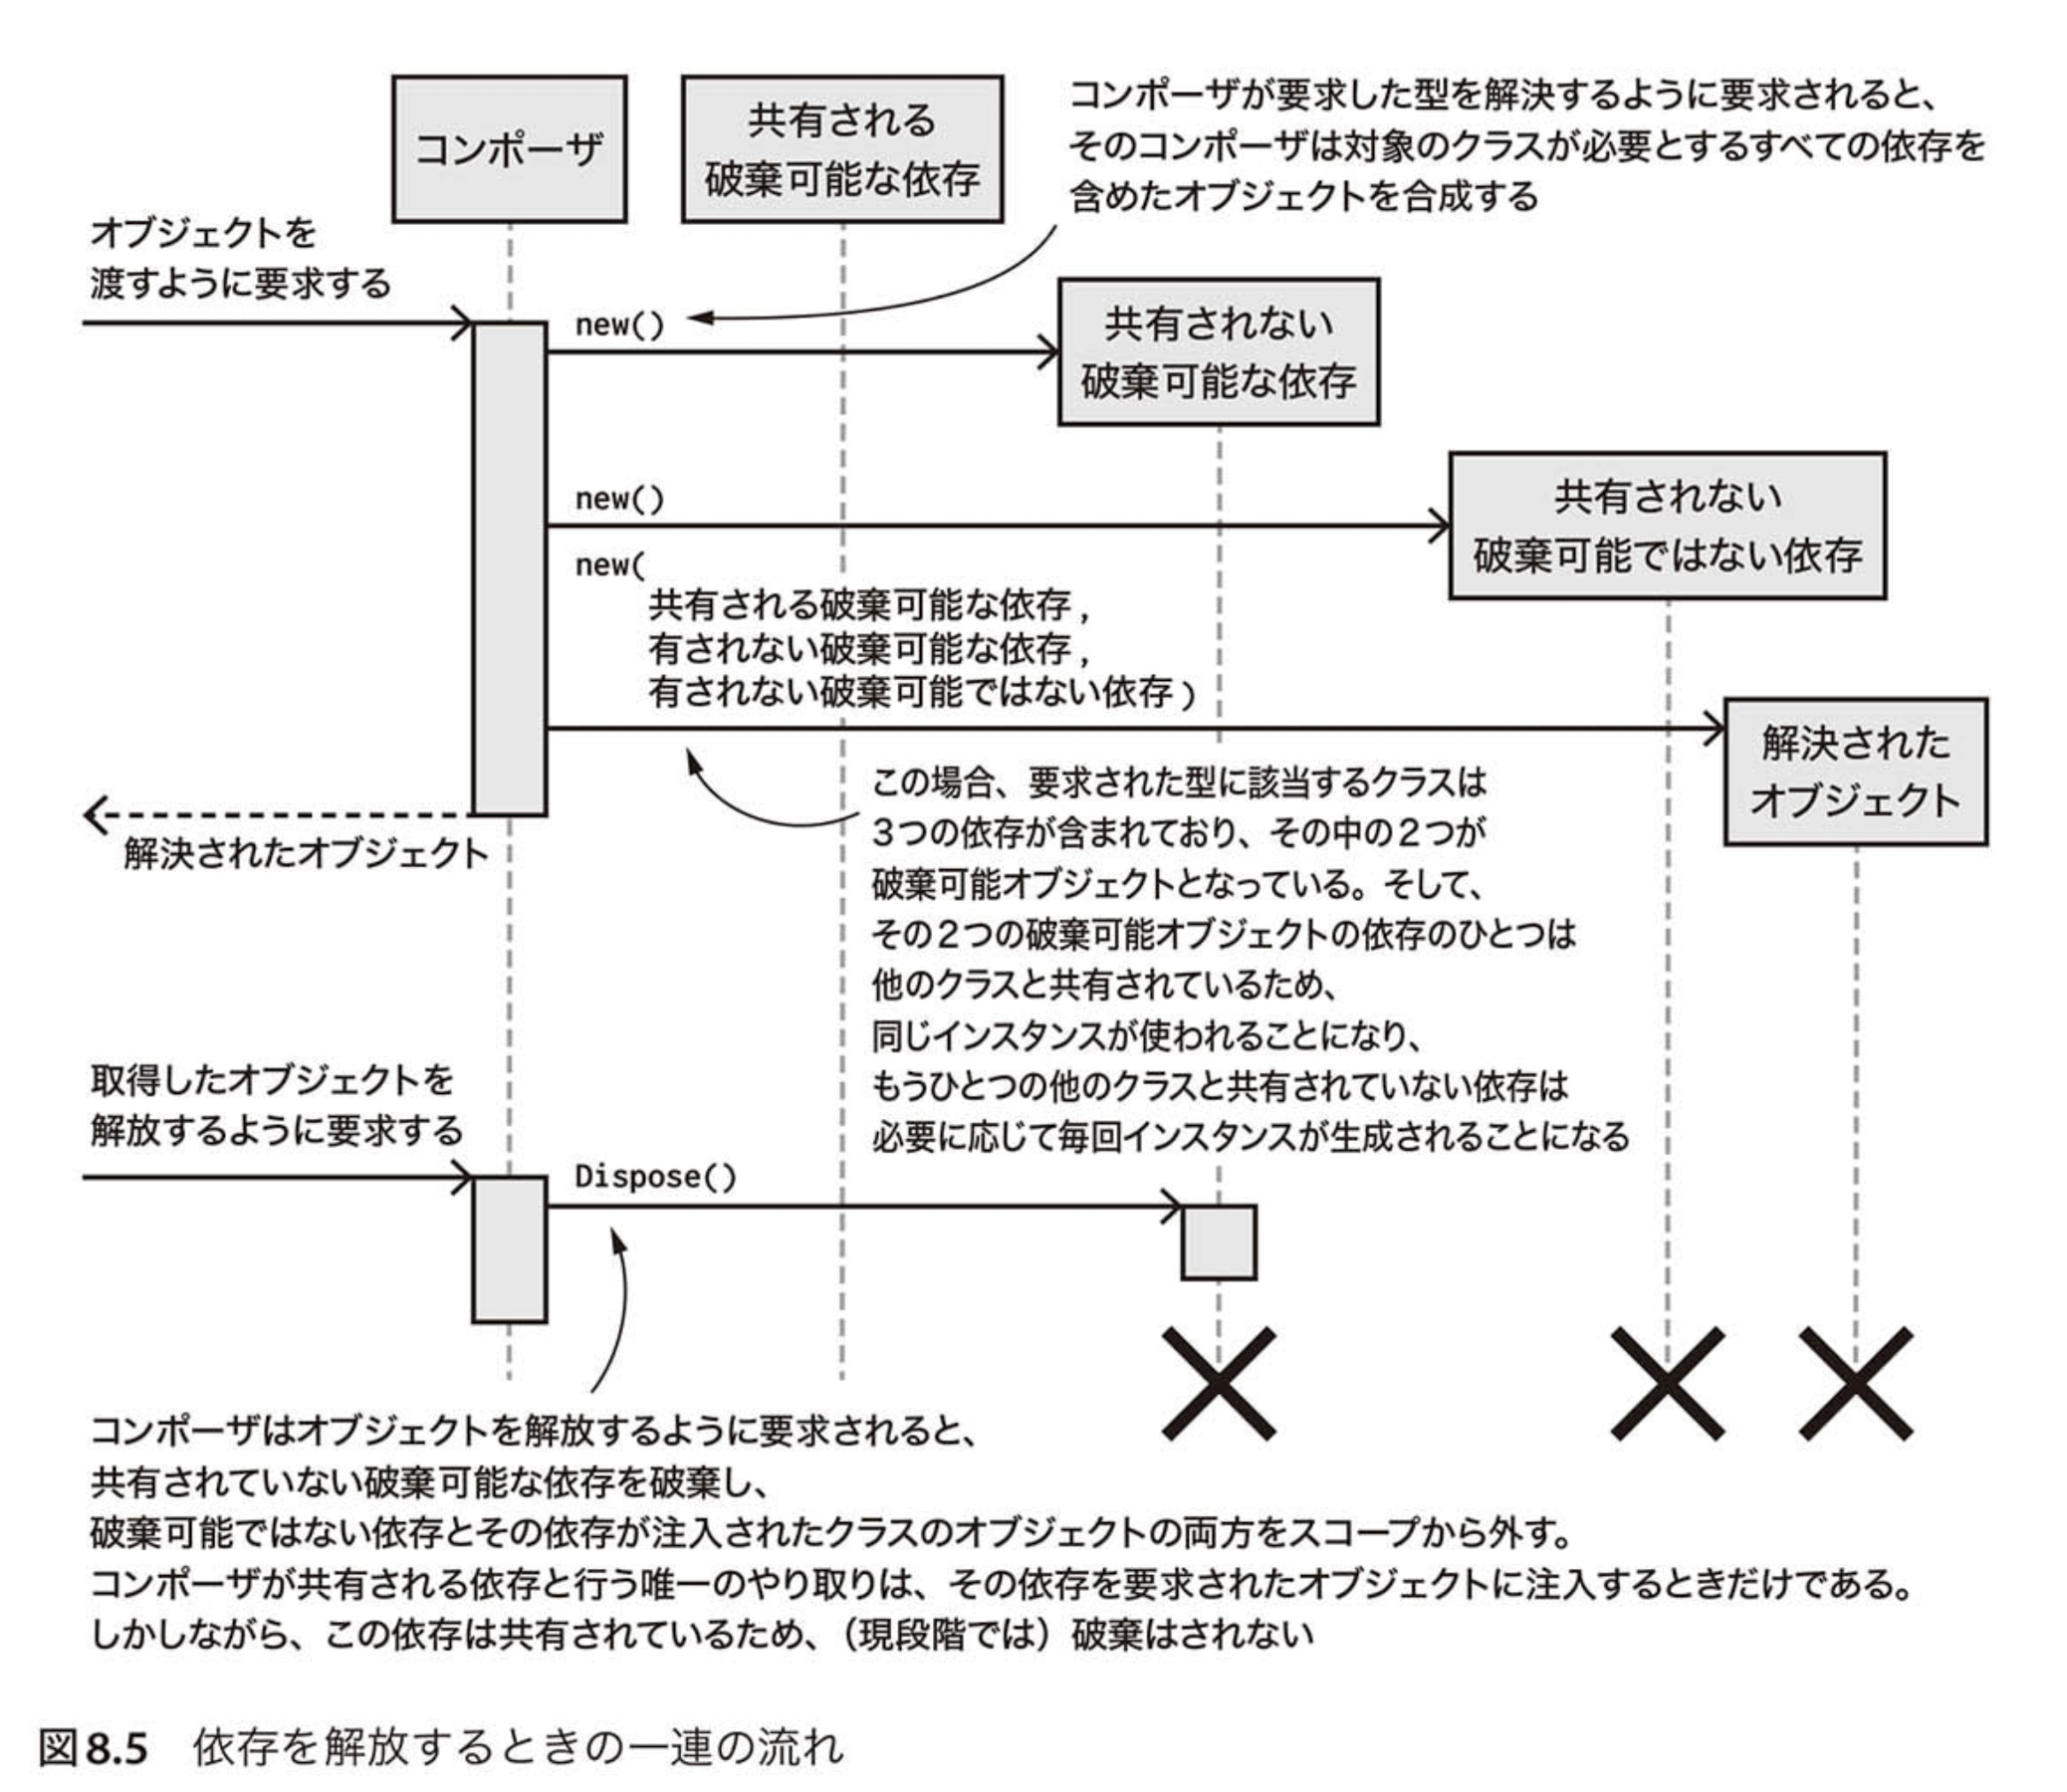 コンポーザ
共有される
破棄可能な依存
コンポーザが要求した型を解決するように要求されると、
そのコンポーザは対象のクラスが必要とするすべての依存を
含めたオブジェクトを合成する
オブジェクトを
渡すように要求する
new()
共有されない
破棄可能な依存
new()
共有されない
破棄可能ではない依存
new(
共有される破棄可能な依存,
有されない破棄可能な依存,
有されない破棄可能ではない依存)
解決された
オブジェクト
解決されたオブジェクト
この場合、要求された型に該当するクラスは
3つの依存が含まれており、その中の2つが
破棄可能オブジェクトとなっている。そして、
その2つの破棄可能オブジェクトの依存のひとつは
他のクラスと共有されているため、
同じインスタンスが使われることになり、
もうひとつの他のクラスと共有されていない依存は
必要に応じて毎回インスタンスが生成されることになる
取得したオブジェクトを
解放するように要求する
Dispose()
コンポーザはオブジェクトを解放するように要求されると、
共有されていない破棄可能な依存を破棄し、
破棄可能ではない依存とその依存が注入されたクラスのオブジェクトの両方をスコープから外す。
コンポーザが共有される依存と行う唯一のやり取りは、その依存を要求されたオブジェクトに注入するときだけである。
しかしながら、この依存は共有されているため、（現段階では）破棄はされない
図8.5 依存を解放するときの一連の流れ